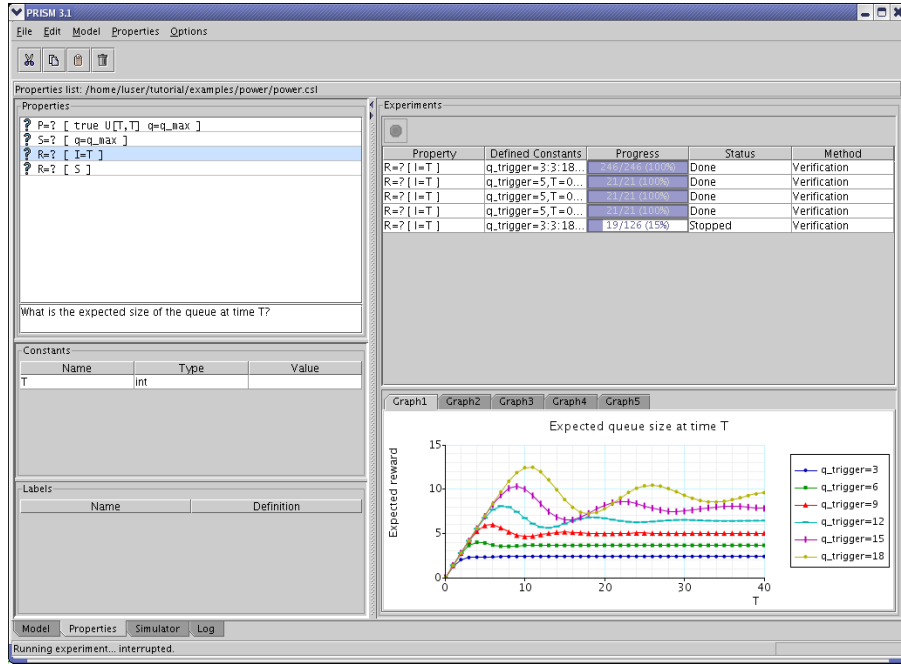 PRISM 3.1
File Edit Model Properties Options
Properties list: /home/luser/tutorial/examples/power/power.csl
Properties
? P=? [ true U[T,T] q=q_max ]
? S=? [ q=q_max ]
? R=? [ I=T ]
? R=? [ S ]
What is the expected size of the queue at time T?
Constants
Name Type Value
T int
Labels
Name Definition
Experiments
Property Defined Constants Progress Status Method
R=? [ I=T ] q_trigger=3:3:18... 246/246 (100%) Done Verification
R=? [ I=T ] q_trigger=5,T=0... 21/21 (100%) Done Verification
R=? [ I=T ] q_trigger=5,T=0... 21/21 (100%) Done Verification
R=? [ I=T ] q_trigger=5,T=0... 21/21 (100%) Done Verification
R=? [ I=T ] q_trigger=3:3:18... 19/126 (15%) Stopped Verification
Graph1 Graph2 Graph3 Graph4 Graph5
Expected queue size at time T
Expected reward
15
10
5
0
0 10 20 30 40
T
q_trigger=3
q_trigger=6
q_trigger=9
q_trigger=12
q_trigger=15
q_trigger=18
Model Properties Simulator Log
Running experiment... interrupted.